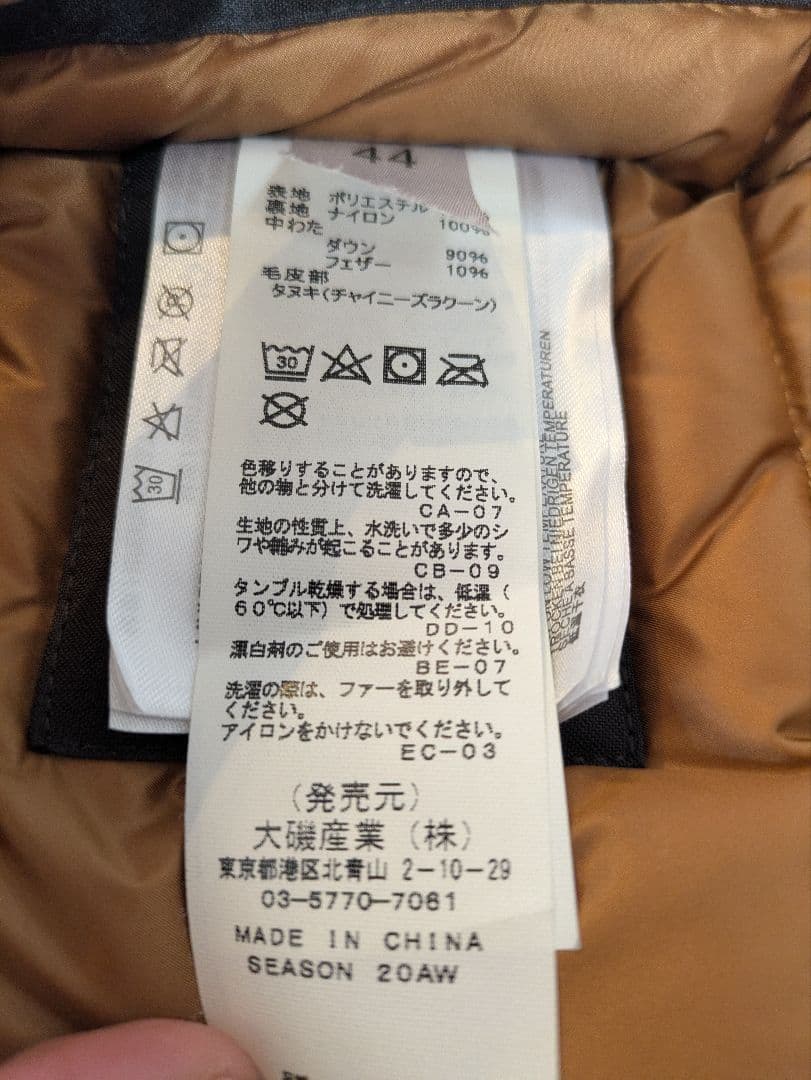 44
表地 ポリエステル
裏地 ナイロン 100%
中わた
ダウン 90%
フェザー 10%
毛皮部
タヌキ(チャイニーズラクーン)
30
色移りすることがありますので、
他の物と分けて洗濯してください。
CA-07
生地の性質上、水洗いで多少のシ
ワや縮みが起こることがあります。
CB-09
タンブル乾燥する場合は、低温(
60℃以下)で処理してください。
DD-10
漂白剤のご使用はお避けください。
BE-07
洗濯の際は、ファーを取り外して
ください。
アイロンをかけないでください。
EC-03
(発売元)
大磯産業(株)
東京都港区北青山 2-10-29
03-5770-7061
MADE IN CHINA
SEASON 20AW
30
NIEDRIGEN TEMPERATUREN
BASSE TEMPERATURE